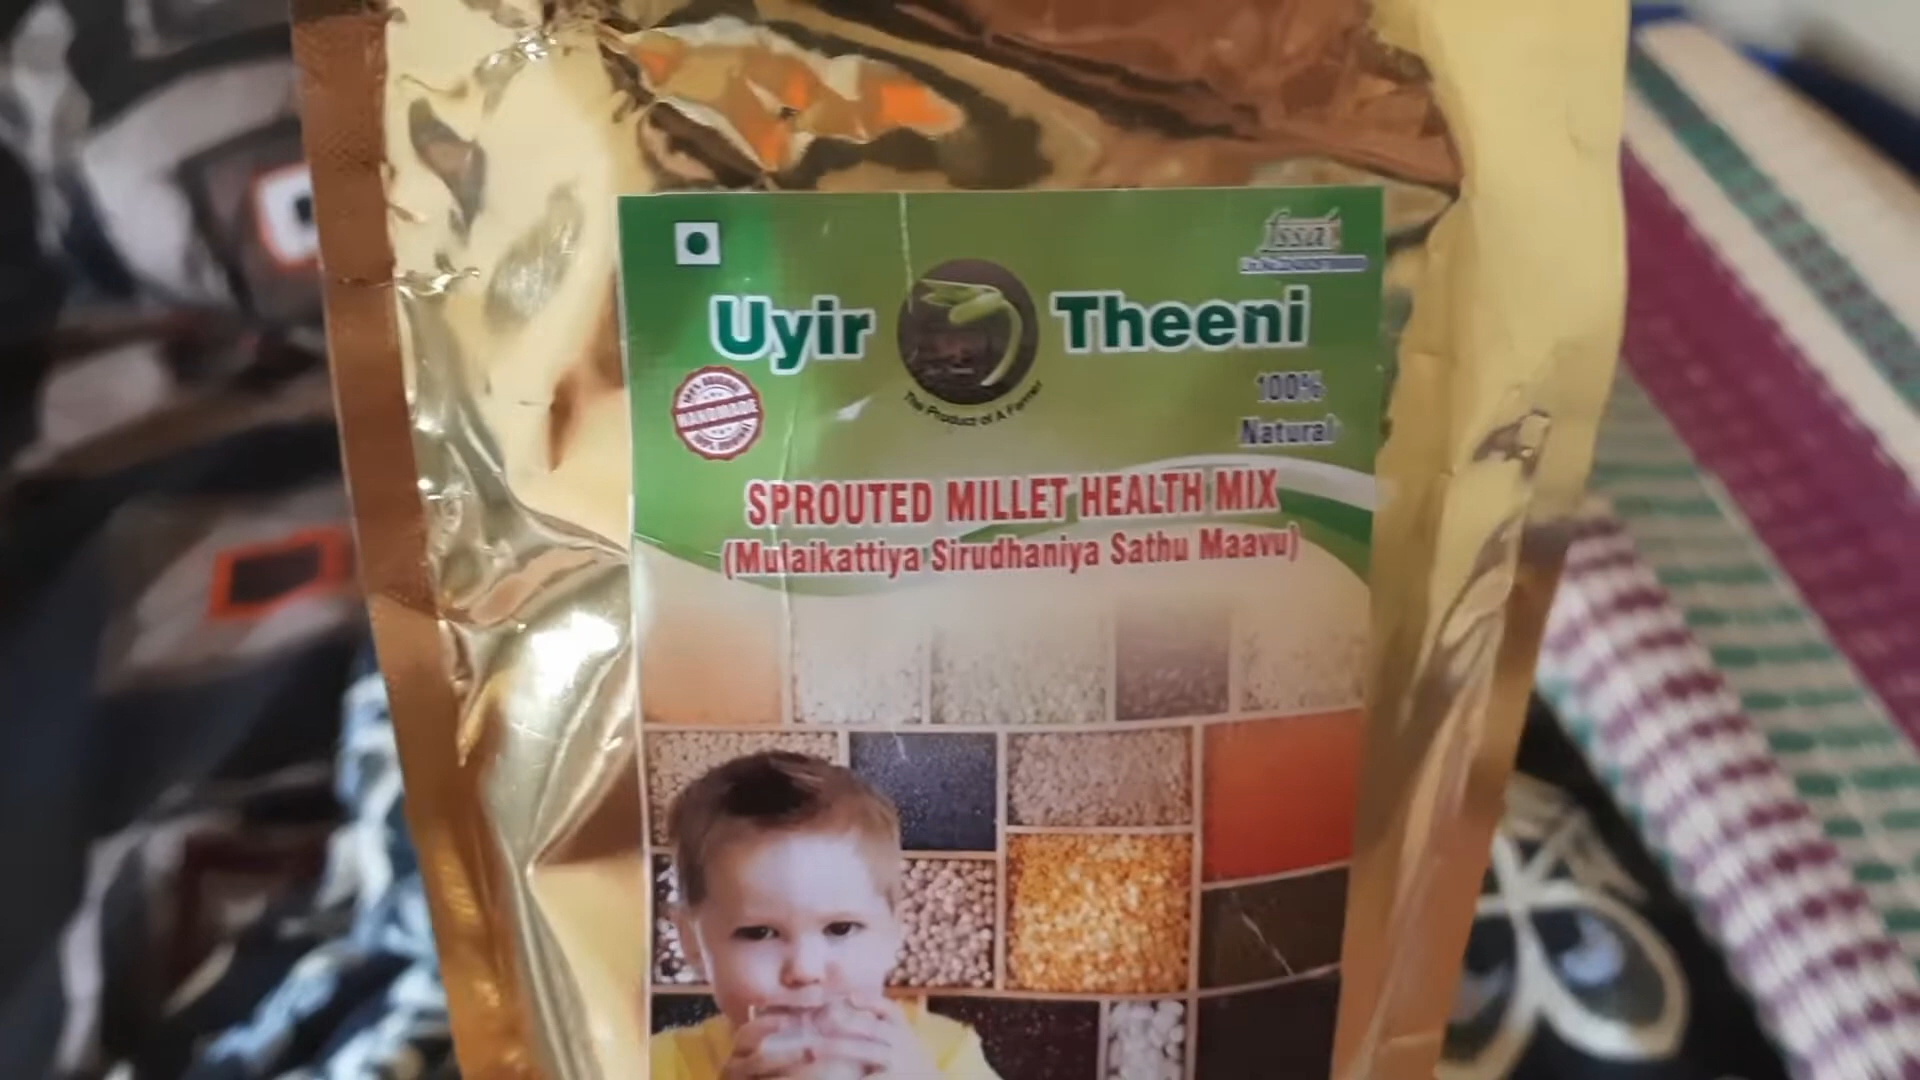 fssai
Uyir Theeni
The Product of A Farmer
HANDMADE
100%
Natural
SPROUTED MILLET HEALTH MIX
(Mulaikattiya Sirudhaniya Sathu Maavu)